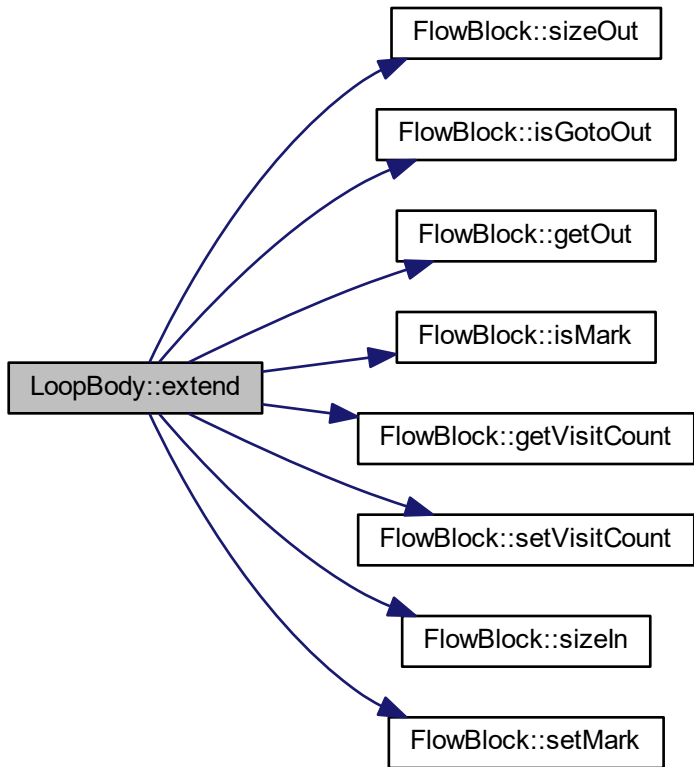 FlowBlock::sizeOut
FlowBlock::isGotoOut
FlowBlock::getOut
FlowBlock::isMark
LoopBody::extend
FlowBlock::getVisitCount
FlowBlock::setVisitCount
FlowBlock::sizeIn
FlowBlock::setMark